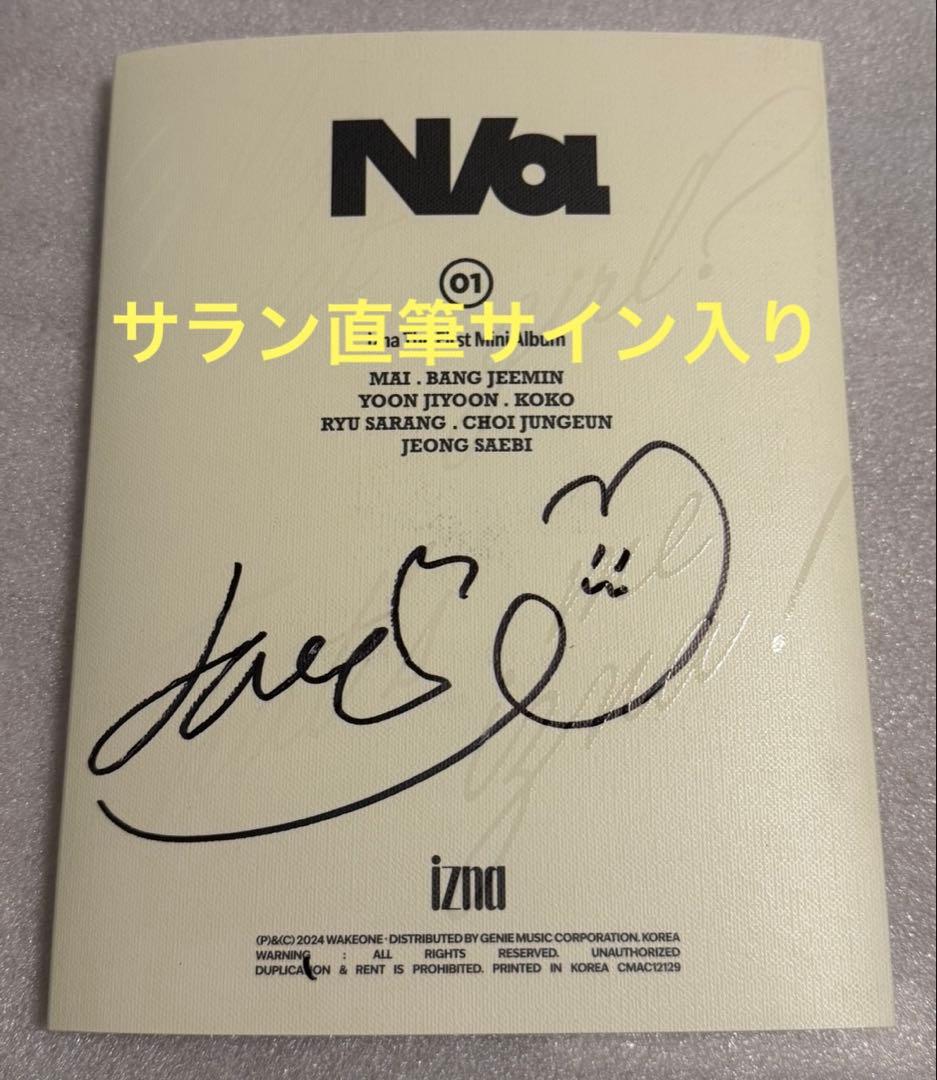 N/a
01
サラン直筆サイン入り
izna The First Mini Album
MAI . BANG JEEMIN
YOON JIYOON . KOKO
RYU SARANG . CHOI JUNGEUN
JEONG SAEBI
izna
(P)&(C) 2024 WAKEONE · DISTRIBUTED BY GENIE MUSIC CORPORATION. KOREA
WARNING : ALL RIGHTS RESERVED. UNAUTHORIZED
DUPLICATION & RENT IS PROHIBITED. PRINTED IN KOREA CMAC12129